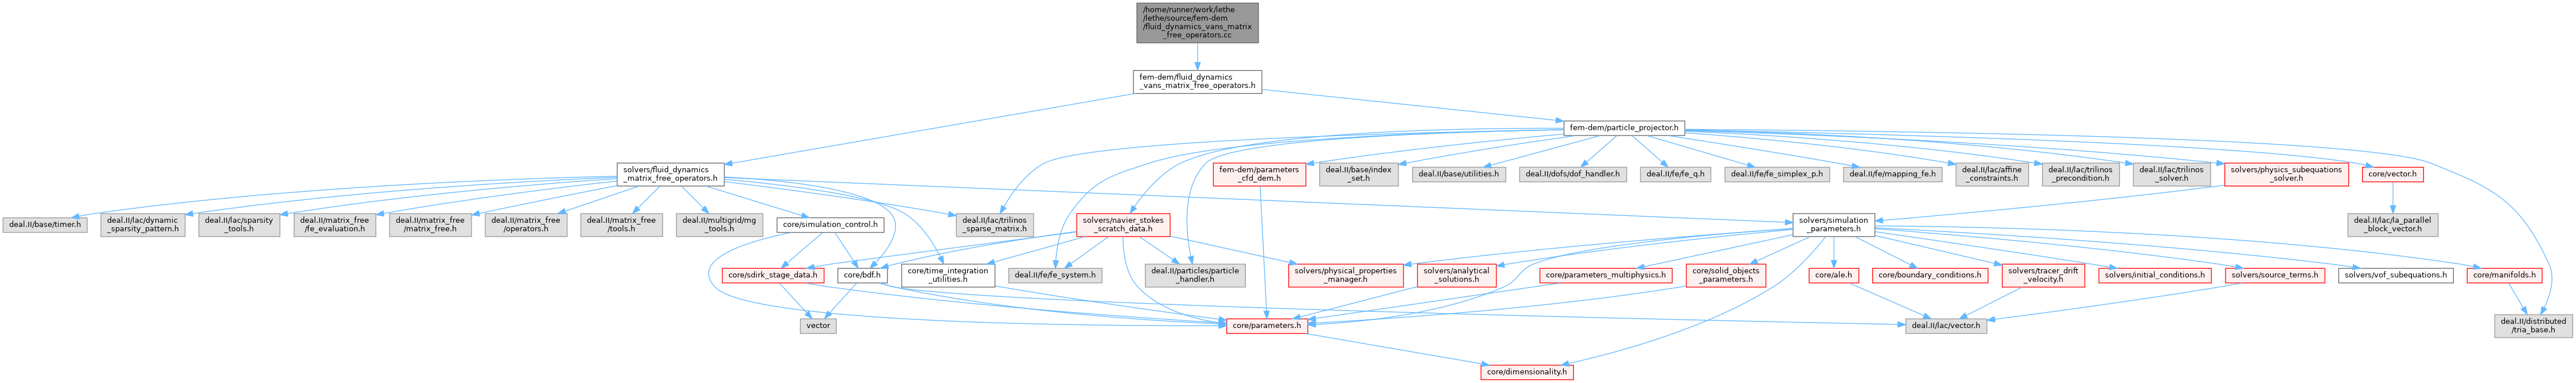 /home/runner/work/lethe
/lethe/source/fem-dem
/fluid_dynamics_vans_matrix
_free_operators.cc
fem-dem/fluid_dynamics
_vans_matrix_free_operators.h
fem-dem/particle_projector.h
solvers/fluid_dynamics
_matrix_free_operators.h
fem-dem/parameters
_cfd_dem.h
deal.II/base/index
_set.h
deal.II/base/utilities.h
deal.II/dofs/dof_handler.h
deal.II/fe/fe_q.h
deal.II/fe/fe_simplex_p.h
deal.II/fe/mapping_fe.h
deal.II/lac/affine
_constraints.h
deal.II/lac/trilinos
_precondition.h
deal.II/lac/trilinos
_solver.h
solvers/physics_subequations
_solver.h
core/vector.h
deal.II/base/timer.h
deal.II/lac/dynamic
_sparsity_pattern.h
deal.II/lac/sparsity
_tools.h
deal.II/matrix_free
/fe_evaluation.h
deal.II/matrix_free
/matrix_free.h
deal.II/matrix_free
/operators.h
deal.II/matrix_free
/tools.h
deal.II/multigrid/mg
_tools.h
core/simulation_control.h
deal.II/lac/trilinos
_sparse_matrix.h
solvers/navier_stokes
_scratch_data.h
solvers/simulation
_parameters.h
deal.II/lac/la_parallel
_block_vector.h
core/sdirk_stage_data.h
core/bdf.h
core/time_integration
_utilities.h
deal.II/fe/fe_system.h
deal.II/particles/particle
_handler.h
solvers/physical_properties
_manager.h
solvers/analytical
_solutions.h
core/parameters_multiphysics.h
core/solid_objects
_parameters.h
core/ale.h
core/boundary_conditions.h
solvers/tracer_drift
_velocity.h
solvers/initial_conditions.h
solvers/source_terms.h
solvers/vof_subequations.h
core/manifolds.h
vector
core/parameters.h
deal.II/lac/vector.h
deal.II/distributed
/tria_base.h
core/dimensionality.h